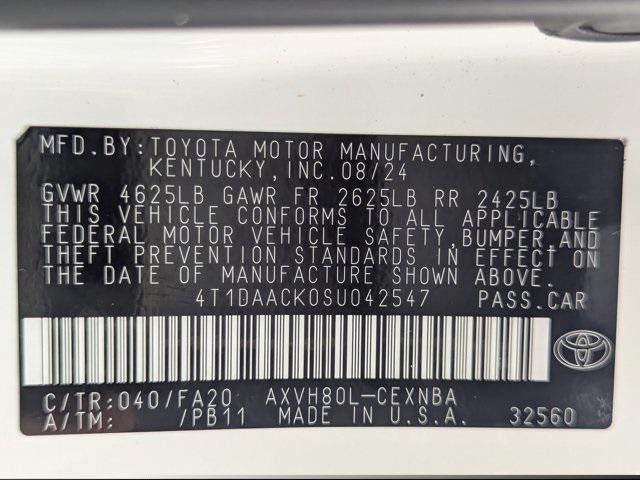 MFD. BY: TOYOTA MOTOR MANUFACTURING,
KENTUCKY, INC. 08/24
GVWR 4625LB GAWR FR 2625LB RR 2425LB
THIS VEHICLE CONFORMS TO ALL APPLICABLE
FEDERAL MOTOR VEHICLE SAFETY, BUMPER, AND
THEFT PREVENTION STANDARDS IN EFFECT ON
THE DATE OF MANUFACTURE SHOWN ABOVE.
4T1DAACK0SU042547 PASS. CAR
C/TR: 040/FA20 AXVH80L-CEXNBA
A/TM: /PB11 MADE IN U.S.A. 32560